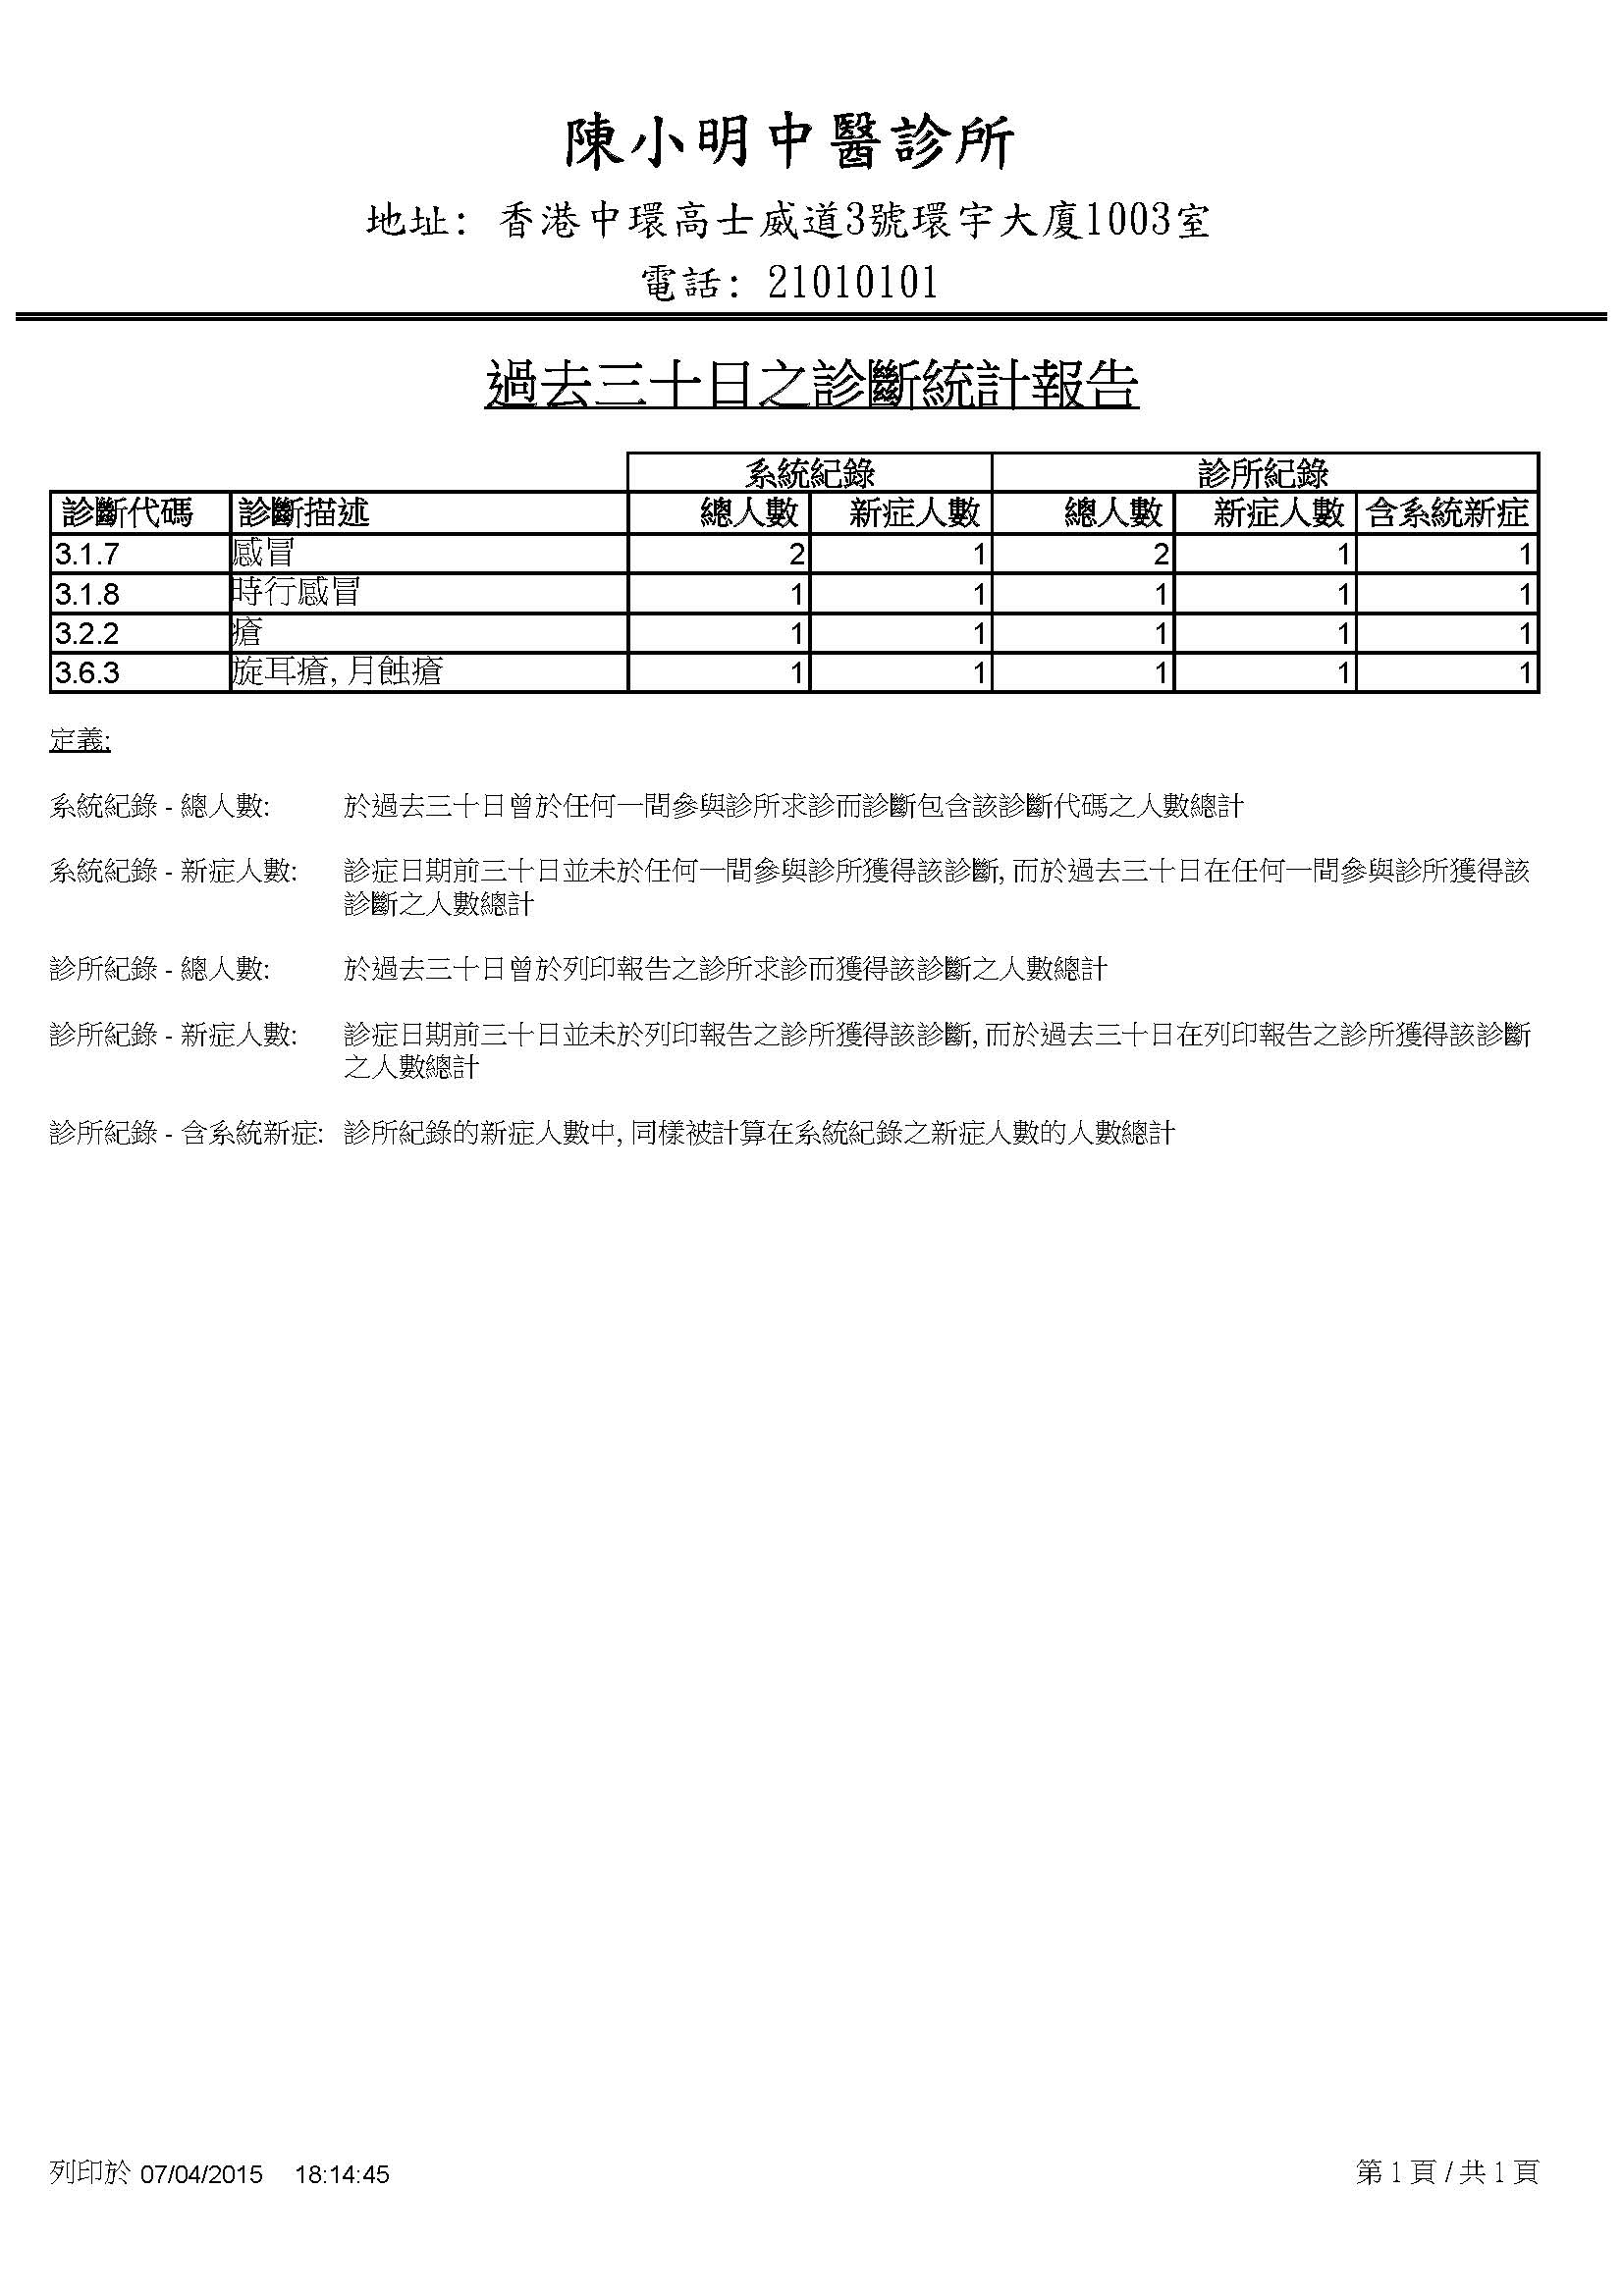 陳小明中醫診所
地址: 香港中環高士威道3號環宇大廈1003室
電話: 21010101
過去三十日之診斷統計報告
系統紀錄 診所紀錄
診斷代碼 診斷描述 總人數 新症人數 總人數 新症人數 含系統新症
3.1.7 感冒 2 1 2 1 1
3.1.8 時行感冒 1 1 1 1 1
3.2.2 瘡 1 1 1 1 1
3.6.3 旋耳瘡, 月蝕瘡 1 1 1 1 1
定義:
系統紀錄 - 總人數: 於過去三十日曾於任何一間參與診所求診而診斷包含該診斷代碼之人數總計
系統紀錄 - 新症人數: 診症日期前三十日並未於任何一間參與診所獲得該診斷, 而於過去三十日在任何一間參與診所獲得該
診斷之人數總計
診所紀錄 - 總人數: 於過去三十日曾於列印報告之診所求診而獲得該診斷之人數總計
診所紀錄 - 新症人數: 診症日期前三十日並未於列印報告之診所獲得該診斷, 而於過去三十日在列印報告之診所獲得該診斷
之人數總計
診所紀錄 - 含系統新症: 診所紀錄的新症人數中, 同樣被計算在系統紀錄之新症人數的人數總計
列印於 07/04/2015 18:14:45 第 1 頁 / 共 1 頁